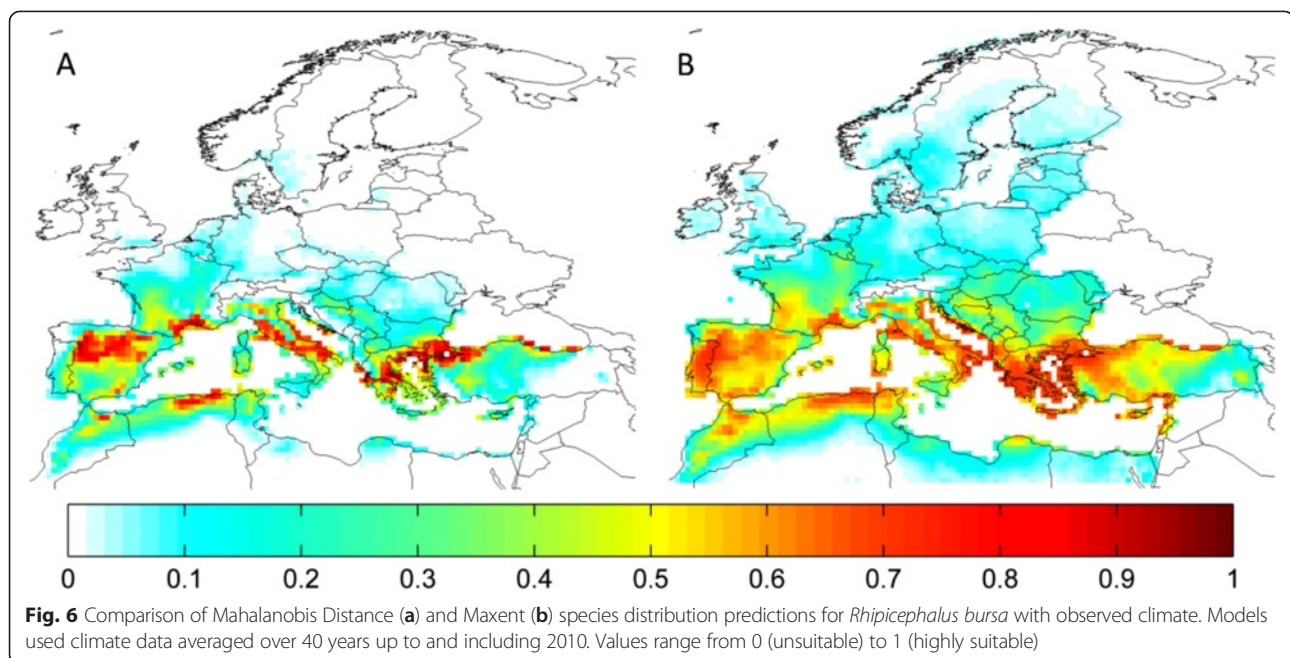 A
B
0 0.1 0.2 0.3 0.4 0.5 0.6 0.7 0.8 0.9 1
Fig. 6 Comparison of Mahalanobis Distance (a) and Maxent (b) species distribution predictions for Rhipicephalus bursa with observed climate. Models
used climate data averaged over 40 years up to and including 2010. Values range from 0 (unsuitable) to 1 (highly suitable)